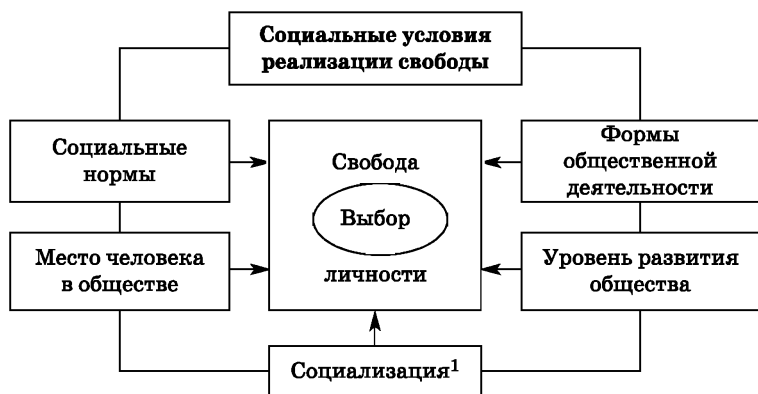 Социальные условия
реализации свободы
Социальные
нормы
Свобода
Выбор
личности
Формы
общественной
деятельности
Место человека
в обществе
Уровень развития
общества
Социализация¹